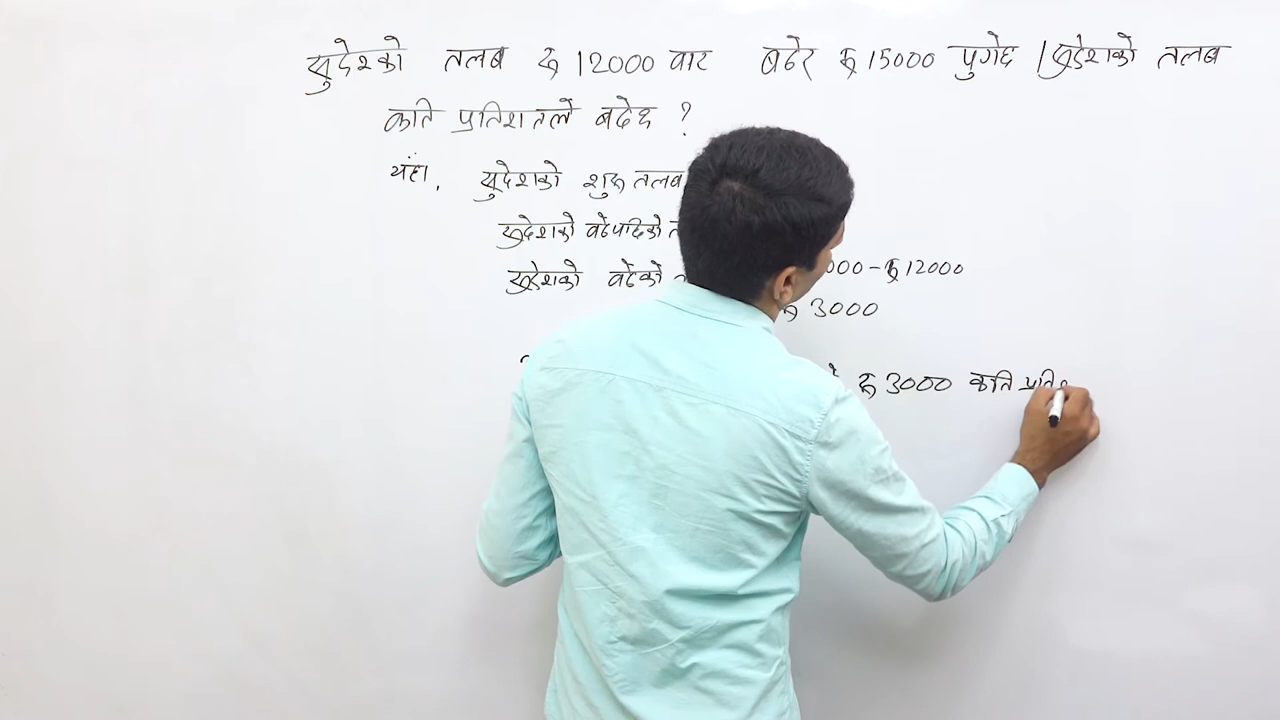 सुदेशको तलब रू 12000 बाट बढेर रू 15000 पुगेछ । सुदेशको तलब
कति प्रतिशतले बढेछ ?
यहाँ, सुदेशको शुरू तलब
सुदेशको बढेपछिको
सुदेशको बढेको 000 - रू 12000
रू 3000
रू 3000 कति